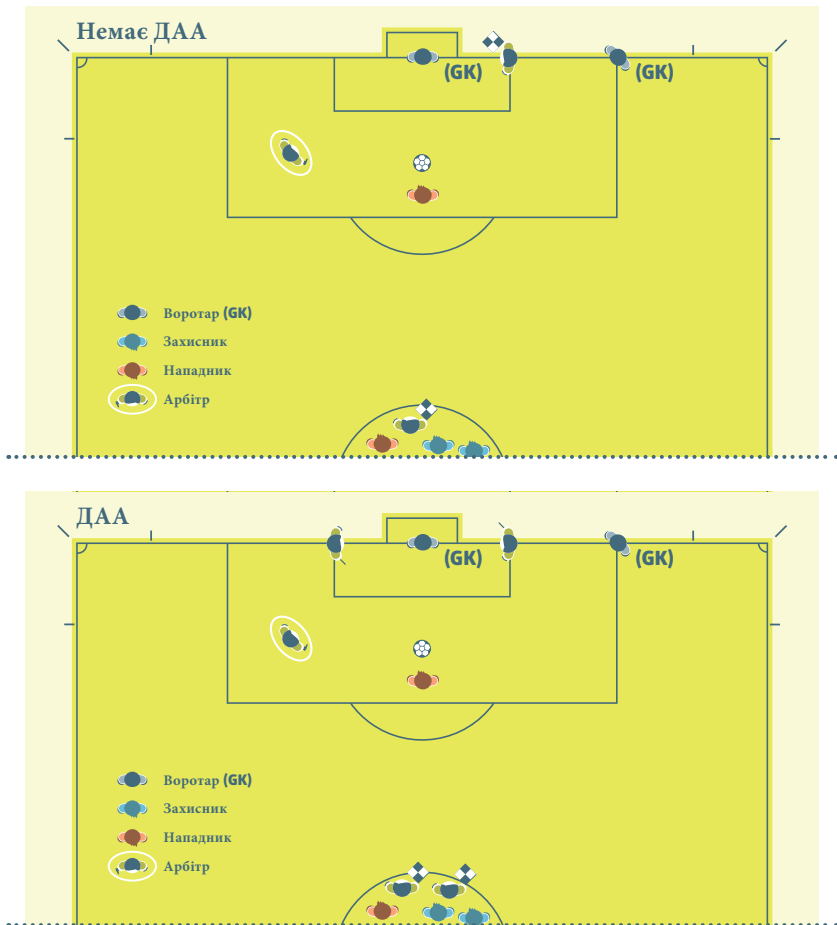 Немає ДАА
(GK)
(GK)
Воротар (GK)
Захисник
Нападник
Арбітр
ДАА
(GK)
(GK)
Воротар (GK)
Захисник
Нападник
Арбітр